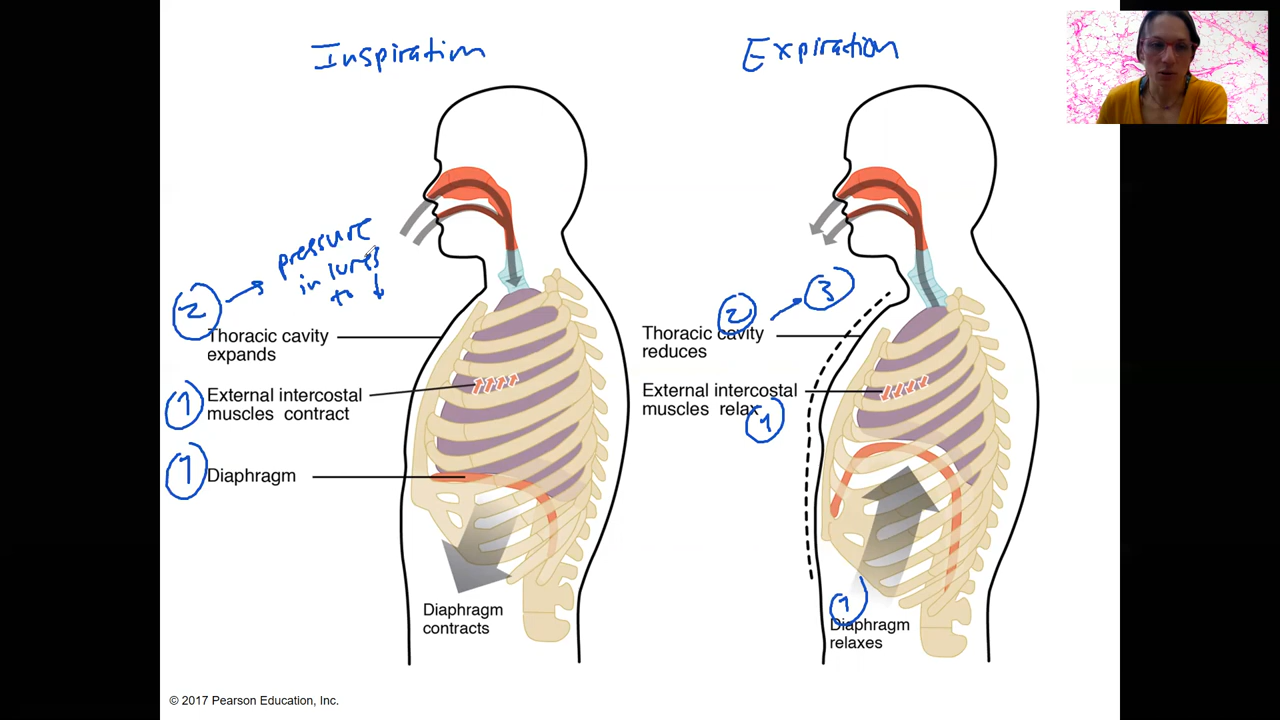 Inspiration
Expiration
pressure
in lungs
to ↓
2
3
2
Thoracic cavity
expands
Thoracic cavity
reduces
1
External intercostal
muscles contract
External intercostal
muscles relax
1
1
Diaphragm
Diaphragm
contracts
1
Diaphragm
relaxes
© 2017 Pearson Education, Inc.